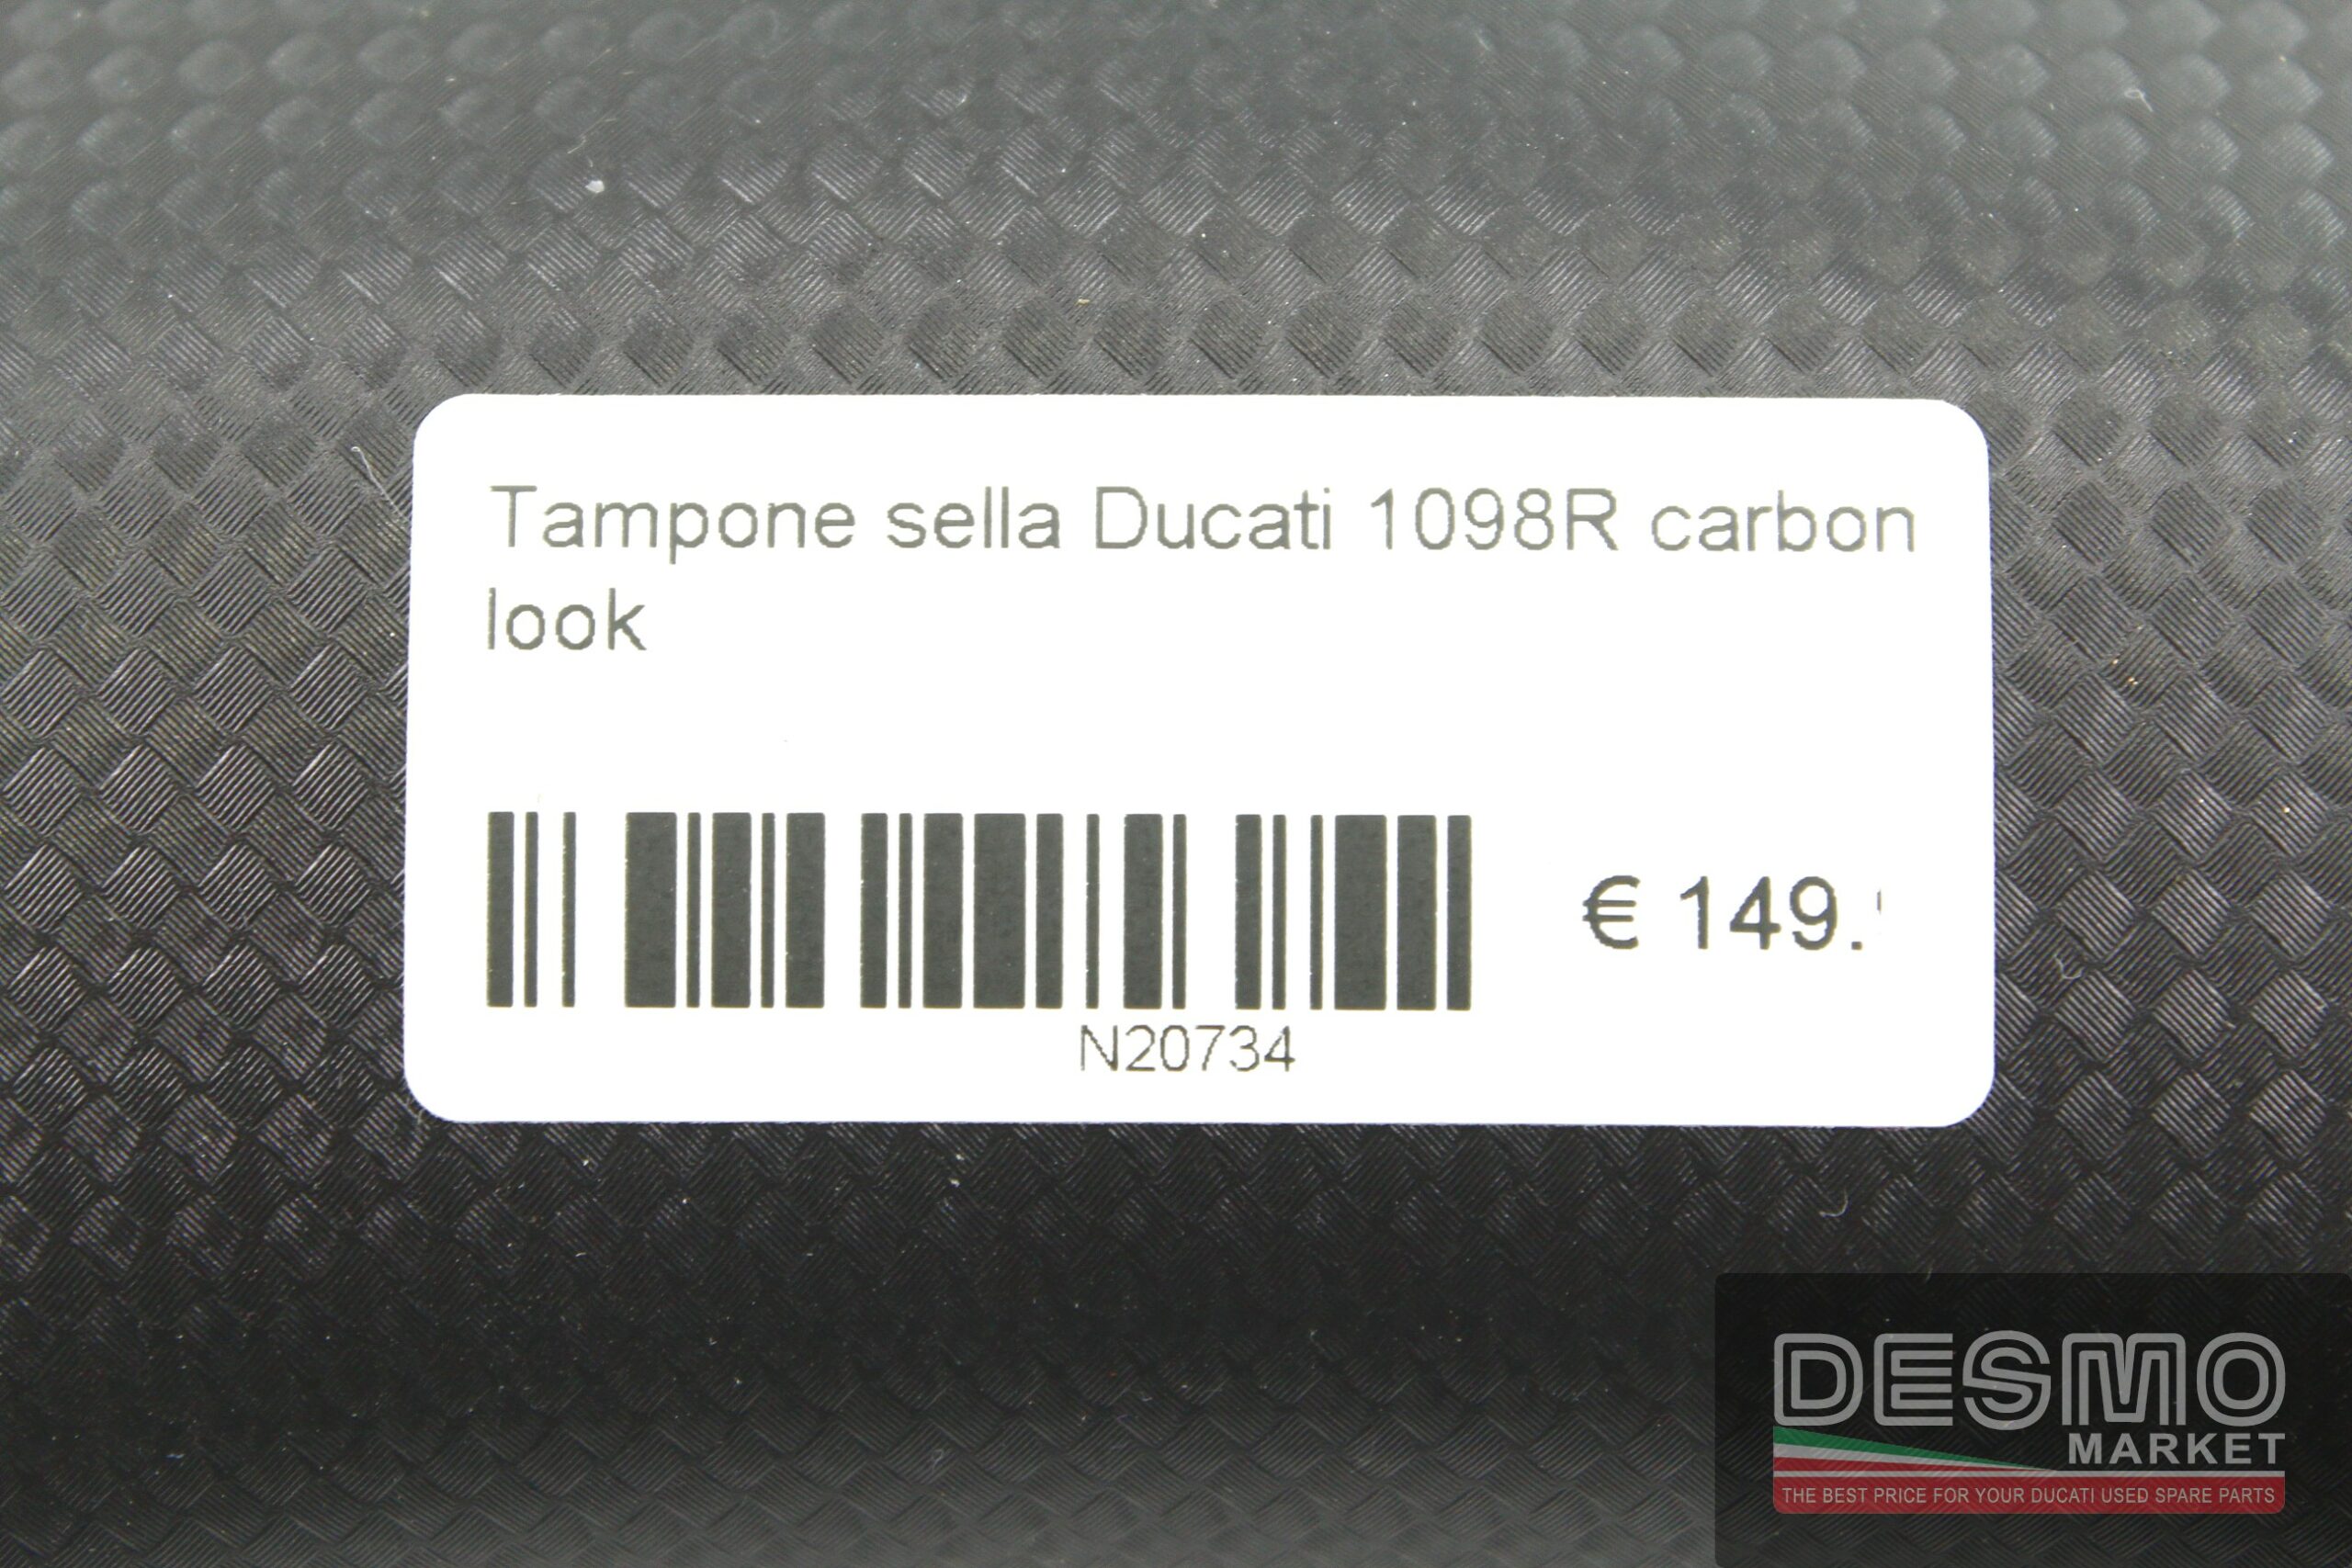 Tampone sella Ducati 1098R carbon
look
€ 149.
N20734
DESMO
MARKET
THE BEST PRICE FOR YOUR DUCATI USED SPARE PARTS